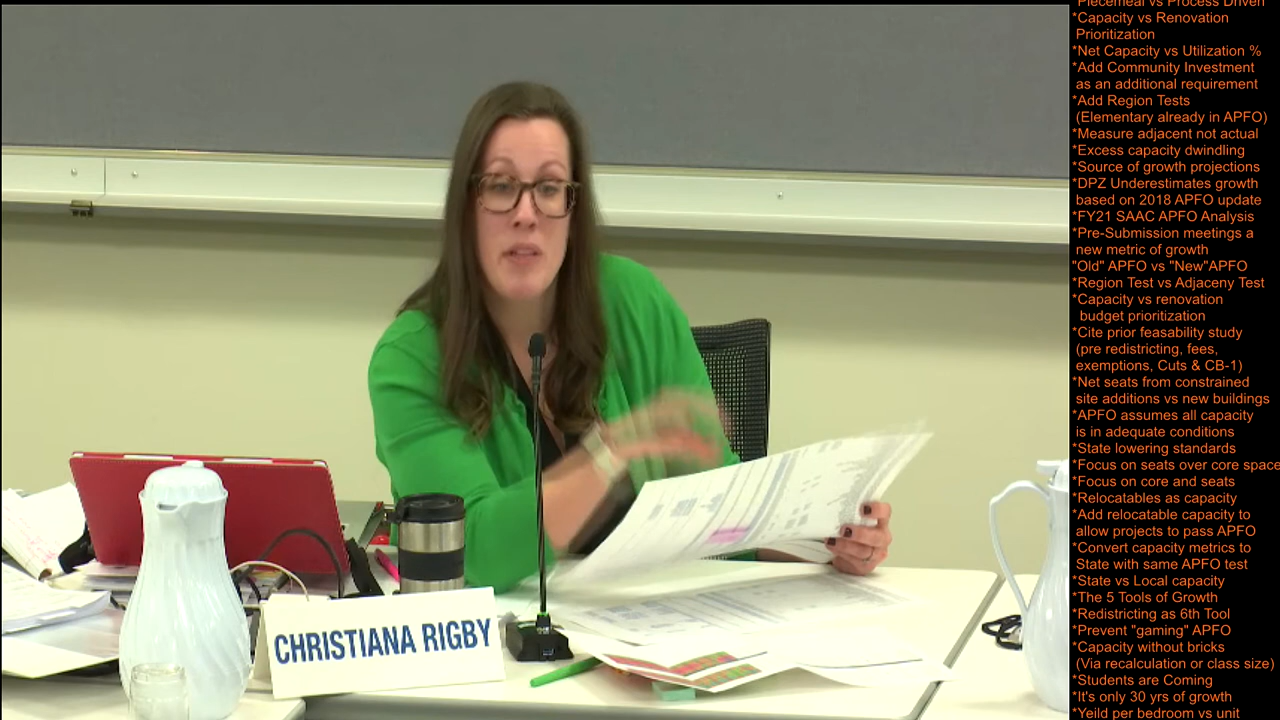 Piecemeal vs Process Driven
*Capacity vs Renovation
Prioritization
*Net Capacity vs Utilization %
*Add Community Investment
as an additional requirement
*Add Region Tests
(Elementary already in APFO)
*Measure adjacent not actual
*Excess capacity dwindling
*Source of growth projections
*DPZ Underestimates growth
based on 2018 APFO update
*FY21 SAAC APFO Analysis
*Pre-Submission meetings a
new metric of growth
"Old" APFO vs "New"APFO
*Region Test vs Adjaceny Test
*Capacity vs renovation
budget prioritization
*Cite prior feasability study
(pre redistricting, fees,
exemptions, Cuts & CB-1)
*Net seats from constrained
site additions vs new buildings
*APFO assumes all capacity
is in adequate conditions
*State lowering standards
*Focus on seats over core space
*Focus on core and seats
*Relocatables as capacity
*Add relocatable capacity to
allow projects to pass APFO
*Convert capacity metrics to
State with same APFO test
*State vs Local capacity
*The 5 Tools of Growth
*Redistricting as 6th Tool
*Prevent "gaming" APFO
*Capacity without bricks
(Via recalculation or class size)
*Students are Coming
*It's only 30 yrs of growth
*Yeild per bedroom vs unit
CHRISTIANA RIGBY